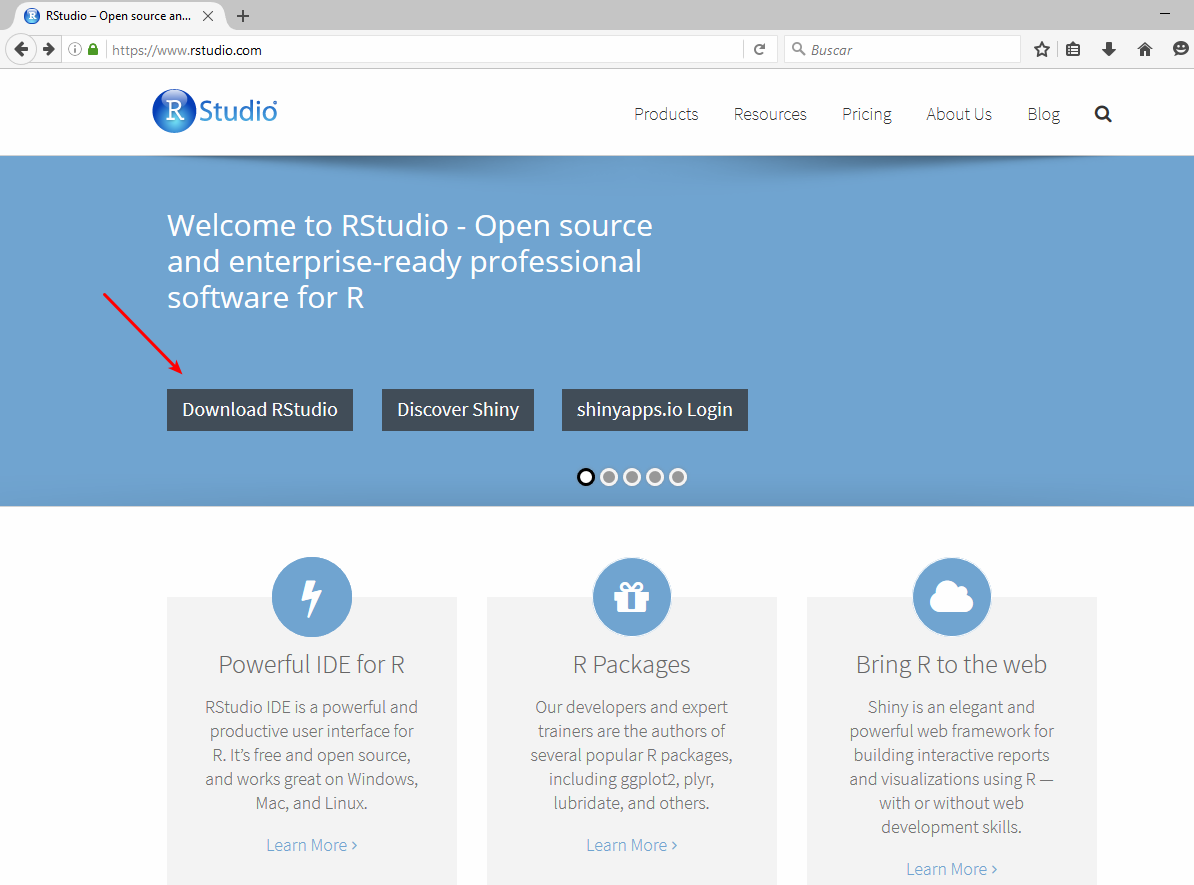 RStudio – Open source an...
https://www.rstudio.com
Buscar
R Studio
Products Resources Pricing About Us Blog
Welcome to RStudio - Open source
and enterprise-ready professional
software for R
Download RStudio Discover Shiny shinyapps.io Login
Powerful IDE for R
RStudio IDE is a powerful and
productive user interface for
R. It’s free and open source,
and works great on Windows,
Mac, and Linux.
Learn More ›
R Packages
Our developers and expert
trainers are the authors of
several popular R packages,
including ggplot2, plyr,
lubridate, and others.
Learn More ›
Bring R to the web
Shiny is an elegant and
powerful web framework for
building interactive reports
and visualizations using R —
with or without web
development skills.
Learn More ›